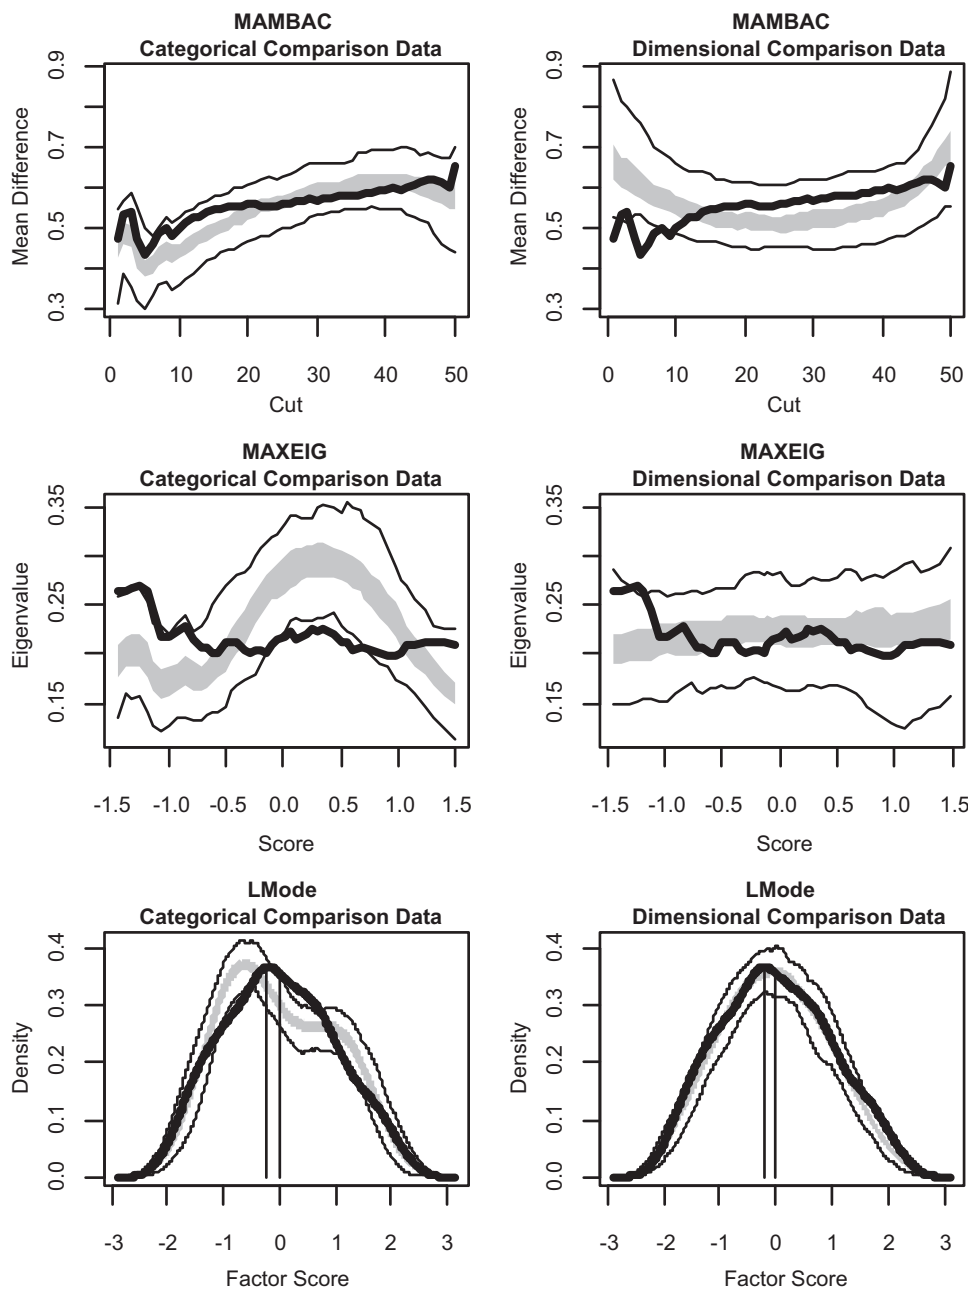 MAMBAC
Categorical Comparison Data
Mean Difference
0.9
0.7
0.5
0.3
0 10 20 30 40 50
Cut
MAMBAC
Dimensional Comparison Data
Mean Difference
0.9
0.7
0.5
0.3
0 10 20 30 40 50
Cut
MAXEIG
Categorical Comparison Data
Eigenvalue
0.35
0.25
0.15
-1.5 -1.0 -0.5 0.0 0.5 1.0 1.5
Score
MAXEIG
Dimensional Comparison Data
Eigenvalue
0.35
0.25
0.15
-1.5 -1.0 -0.5 0.0 0.5 1.0 1.5
Score
LMode
Categorical Comparison Data
Density
0.4
0.3
0.2
0.1
0.0
-3 -2 -1 0 1 2 3
Factor Score
LMode
Dimensional Comparison Data
Density
0.4
0.3
0.2
0.1
0.0
-3 -2 -1 0 1 2 3
Factor Score